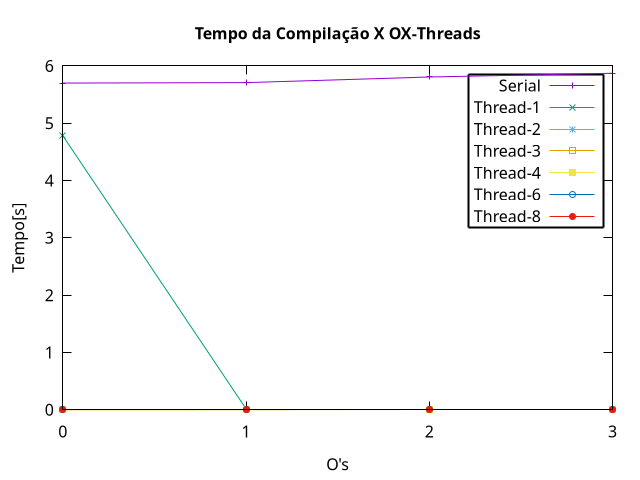 Tempo da Compilação X OX-Threads
6
5
4
3
2
1
0
Tempo[s]
Serial
Thread-1
Thread-2
Thread-3
Thread-4
Thread-6
Thread-8
0 1 2 3
O's